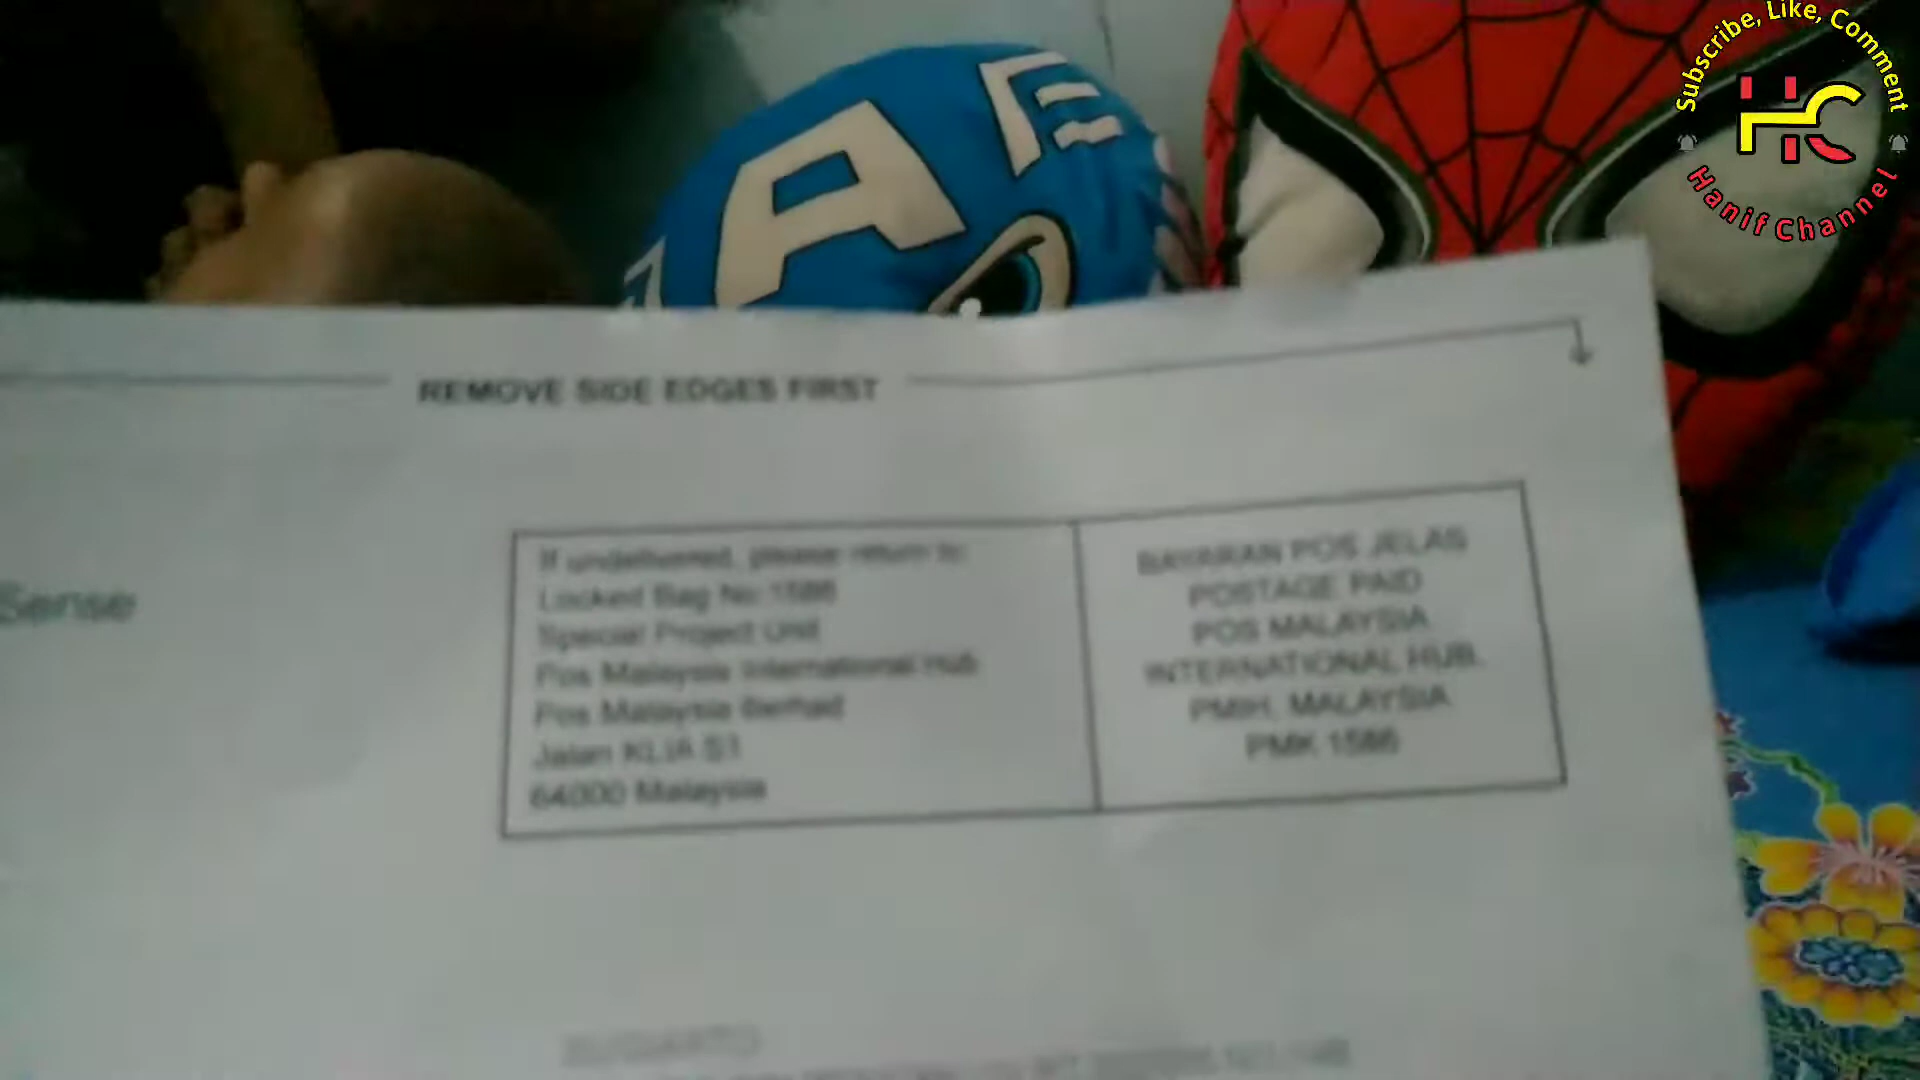 Subscribe, Like, Comment
HC
Hanif Channel
A
REMOVE SIDE EDGES FIRST
Sense
If undelivered, please return to:
Locked Bag No.1586
Special Project Unit
Pos Malaysia International Hub
Pos Malaysia Berhad
Jalan KLIA S1
64000 Malaysia
BAYARAN POS JELAS
POSTAGE PAID
POS MALAYSIA
INTERNATIONAL HUB.
PMIH, MALAYSIA
PMK 1586